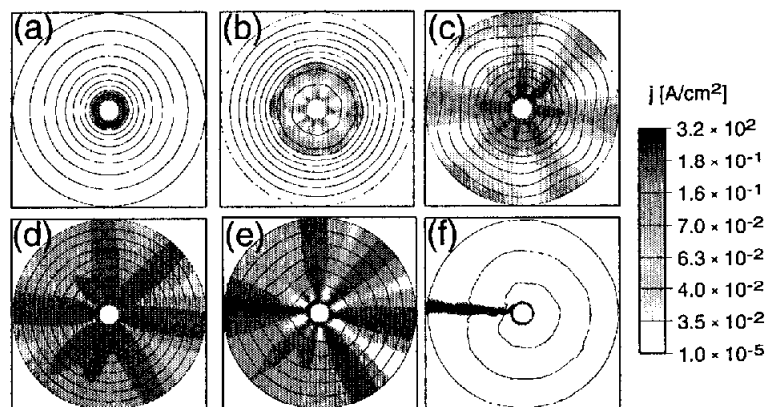 (a)
(b)
(c)
j [A/cm²]
3.2 × 10²
1.8 × 10⁻¹
1.6 × 10⁻¹
7.0 × 10⁻²
6.3 × 10⁻²
4.0 × 10⁻²
3.5 × 10⁻²
1.0 × 10⁻⁵
(d)
(e)
(f)